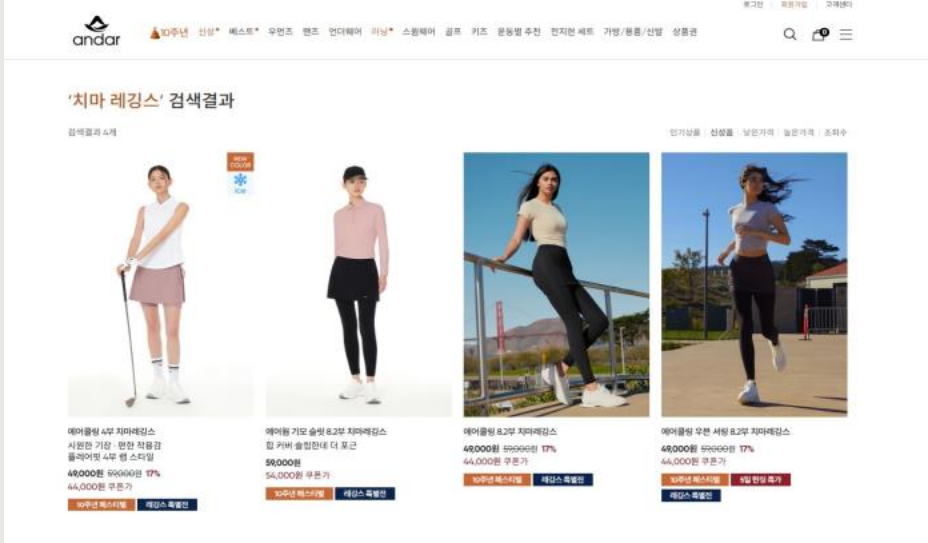 로그인 회원가입 고객센터
andar
10주년 신상 베스트 우먼즈 맨즈 언더웨어 러닝 스윔웨어 골프 키즈 운동별 추천 전지현 세트 가방/용품/신발 상품권
0
'치마 레깅스' 검색결과
검색결과 4개
인기상품 신상품 낮은가격 높은가격 조회수
NEW
COLOR
ICE
에어쿨링 4부 치마레깅스
시원한 기장 · 편한 착용감
플레어핏 4부 랩 스타일
49,000원 59,000원 17%
44,000원 쿠폰가
10주년 페스티벌 레깅스 특별전
에어웜 기모 슬릿 8.2부 치마레깅스
힙 커버 슬림한데 더 포근
59,000원
54,000원 쿠폰가
10주년 페스티벌 레깅스 특별전
에어쿨링 8.2부 치마레깅스
49,000원 59,000원 17%
44,000원 쿠폰가
10주년 페스티벌 레깅스 특별전
에어쿨링 우븐 셔링 8.2부 치마레깅스
49,000원 59,000원 17%
44,000원 쿠폰가
10주년 페스티벌 5일 한정 특가
레깅스 특별전